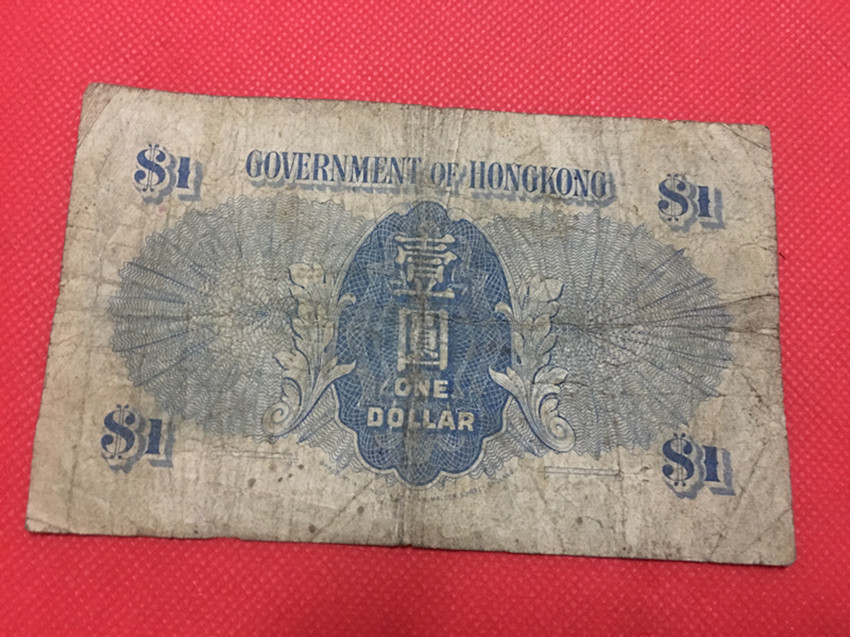 $1 GOVERNMENT OF HONGKONG $1
壹
圓
ONE
DOLLAR
$1 $1